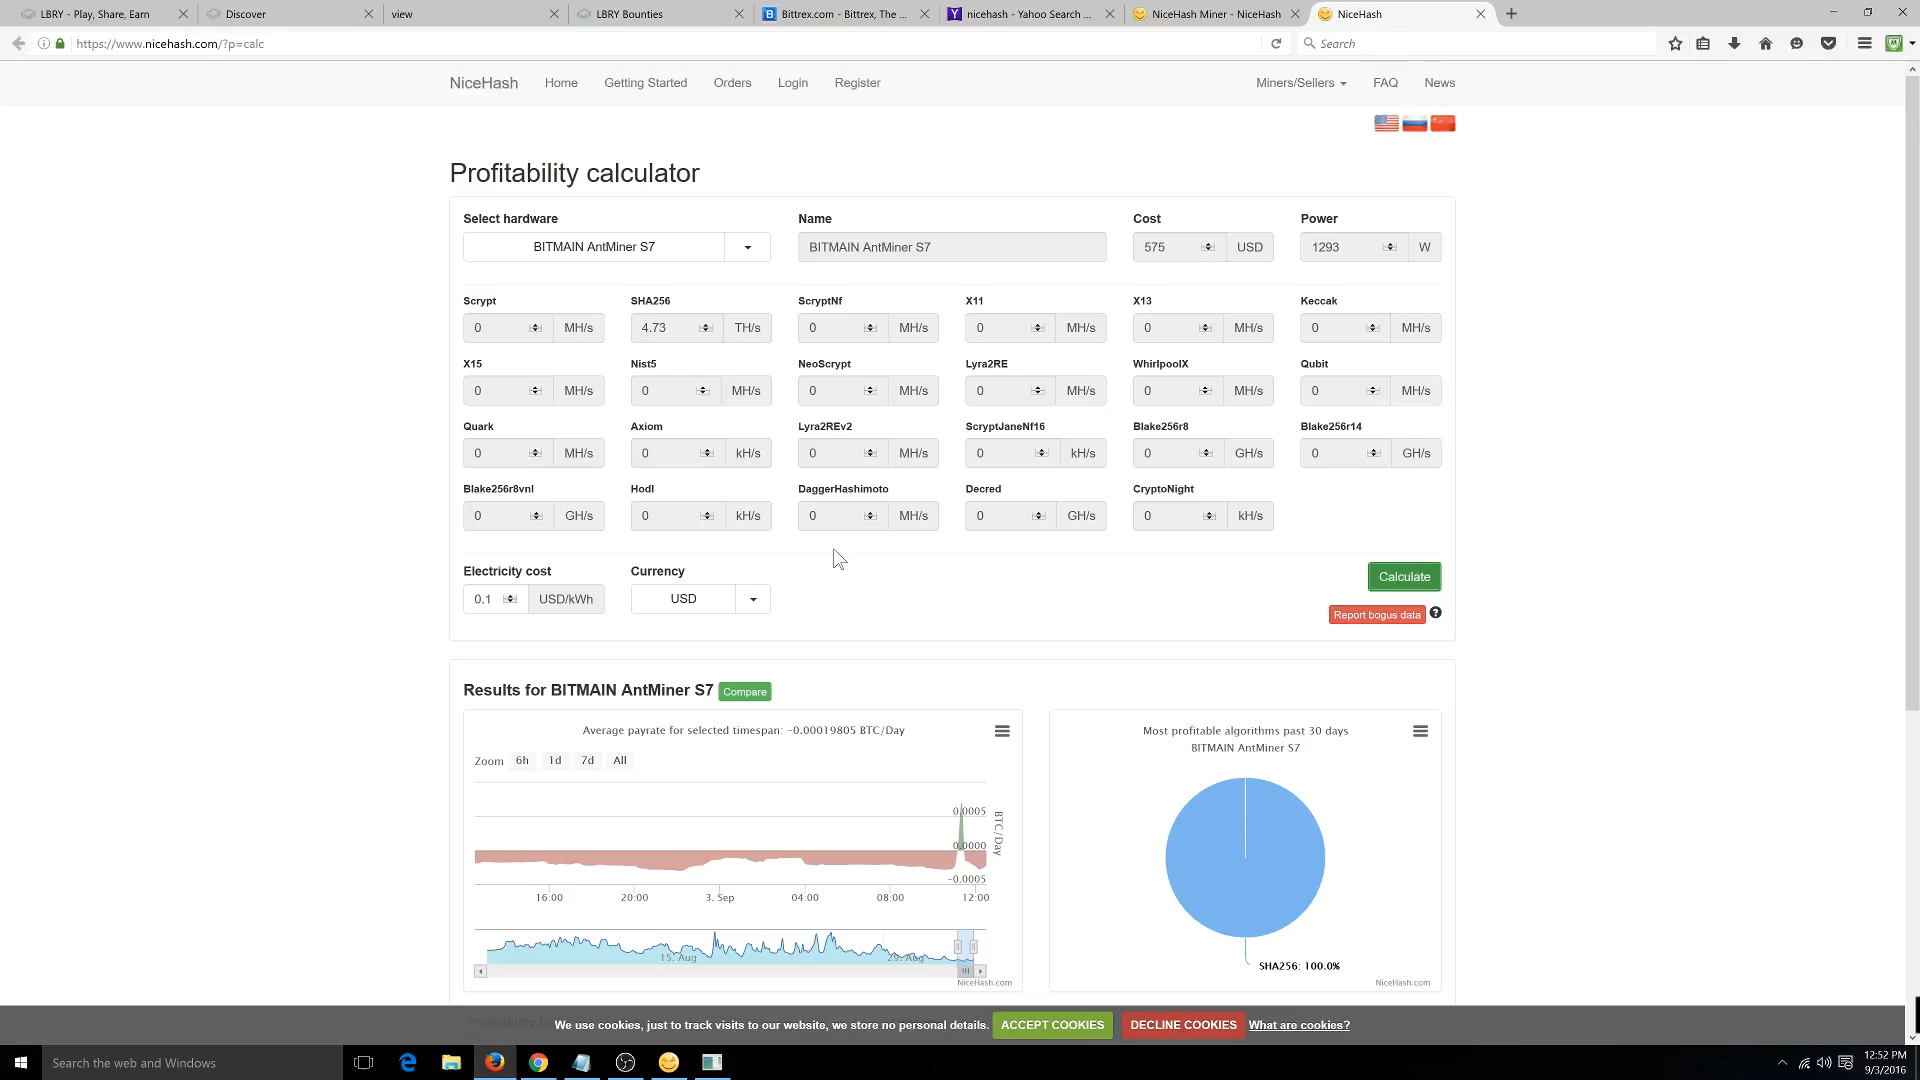 LBRY - Play, Share, Earn
Discover
view
LBRY Bounties
Bittrex.com - Bittrex, The ...
nicehash - Yahoo Search ...
NiceHash Miner - NiceHash
NiceHash
https://www.nicehash.com/?p=calc
Search
NiceHash Home Getting Started Orders Login Register Miners/Sellers FAQ News
Profitability calculator
Select hardware Name Cost Power
BITMAIN AntMiner S7 BITMAIN AntMiner S7 575 USD 1293 W
Scrypt SHA256 ScryptNf X11 X13 Keccak
0 MH/s 4.73 TH/s 0 MH/s 0 MH/s 0 MH/s 0 MH/s
X15 Nist5 NeoScrypt Lyra2RE WhirlpoolX Qubit
0 MH/s 0 MH/s 0 MH/s 0 MH/s 0 MH/s 0 MH/s
Quark Axiom Lyra2REv2 ScryptJaneNf16 Blake256r8 Blake256r14
0 MH/s 0 kH/s 0 MH/s 0 kH/s 0 GH/s 0 GH/s
Blake256r8vnl Hodl DaggerHashimoto Decred CryptoNight
0 GH/s 0 kH/s 0 MH/s 0 GH/s 0 kH/s
Electricity cost Currency
0.1 USD/kWh USD
Calculate
Report bogus data ?
Results for BITMAIN AntMiner S7 Compare
Average payrate for selected timespan: -0.00019805 BTC/Day
Zoom 6h 1d 7d All
0.0005
0.0000
-0.0005
BTC/Day
16:00 20:00 3. Sep 04:00 08:00 12:00
15. Aug 29. Aug
NiceHash.com
Most profitable algorithms past 30 days
BITMAIN AntMiner S7
SHA256: 100.0%
NiceHash.com
We use cookies, just to track visits to our website, we store no personal details. ACCEPT COOKIES DECLINE COOKIES What are cookies?
Search the web and Windows
12:52 PM
9/3/2016